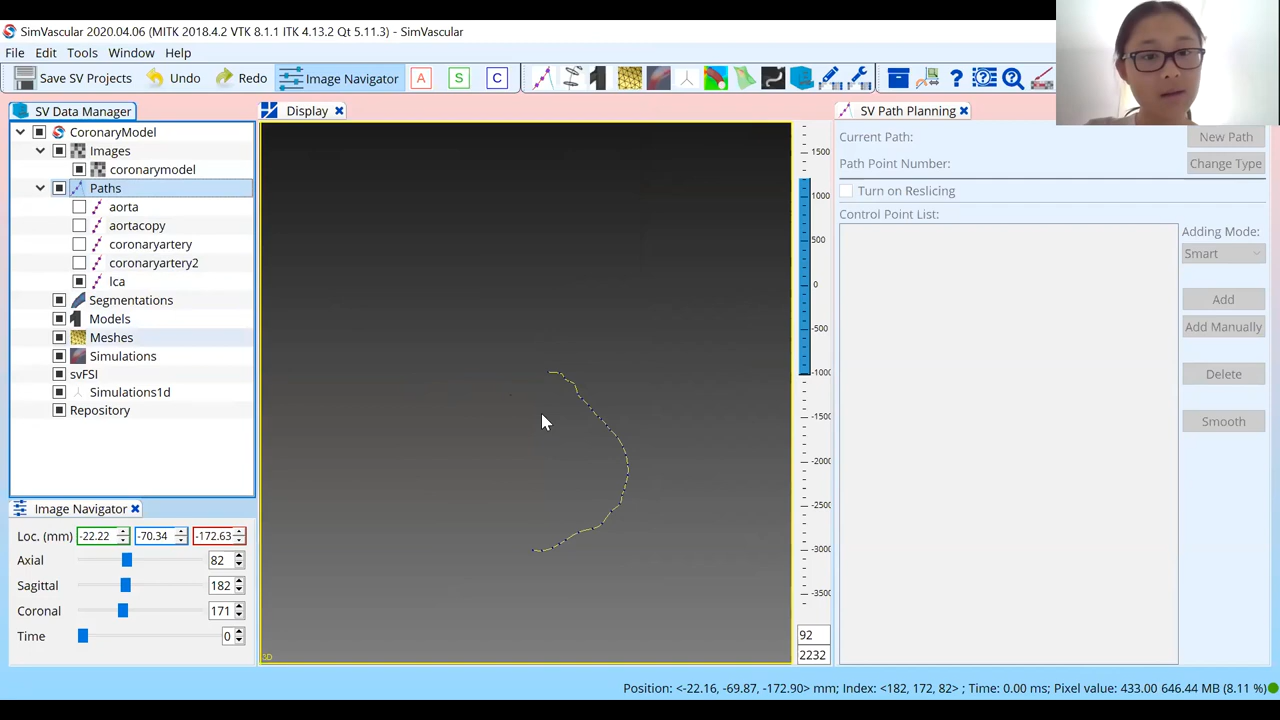 SimVascular 2020.04.06 (MITK 2018.4.2 VTK 8.1.1 ITK 4.13.2 Qt 5.11.3) - SimVascular
File Edit Tools Window Help
Save SV Projects Undo Redo Image Navigator A S C
SV Data Manager
CoronaryModel
Images
coronarymodel
Paths
aorta
aortacopy
coronaryartery
coronaryartery2
lca
Segmentations
Models
Meshes
Simulations
svFSI
Simulations1d
Repository
Image Navigator
Loc. (mm) -22.22 -70.34 -172.63
Axial 82
Sagittal 182
Coronal 171
Time 0
Display
3D
1500
1000
500
0
-500
-1000
-1500
-2000
-2500
-3000
-3500
92
2232
SV Path Planning
Current Path: New Path
Path Point Number: Change Type
Turn on Reslicing
Control Point List:
Adding Mode:
Smart
Add
Add Manually
Delete
Smooth
Position: <-22.16, -69.87, -172.90> mm; Index: <182, 172, 82> ; Time: 0.00 ms; Pixel value: 433.00 646.44 MB (8.11 %)